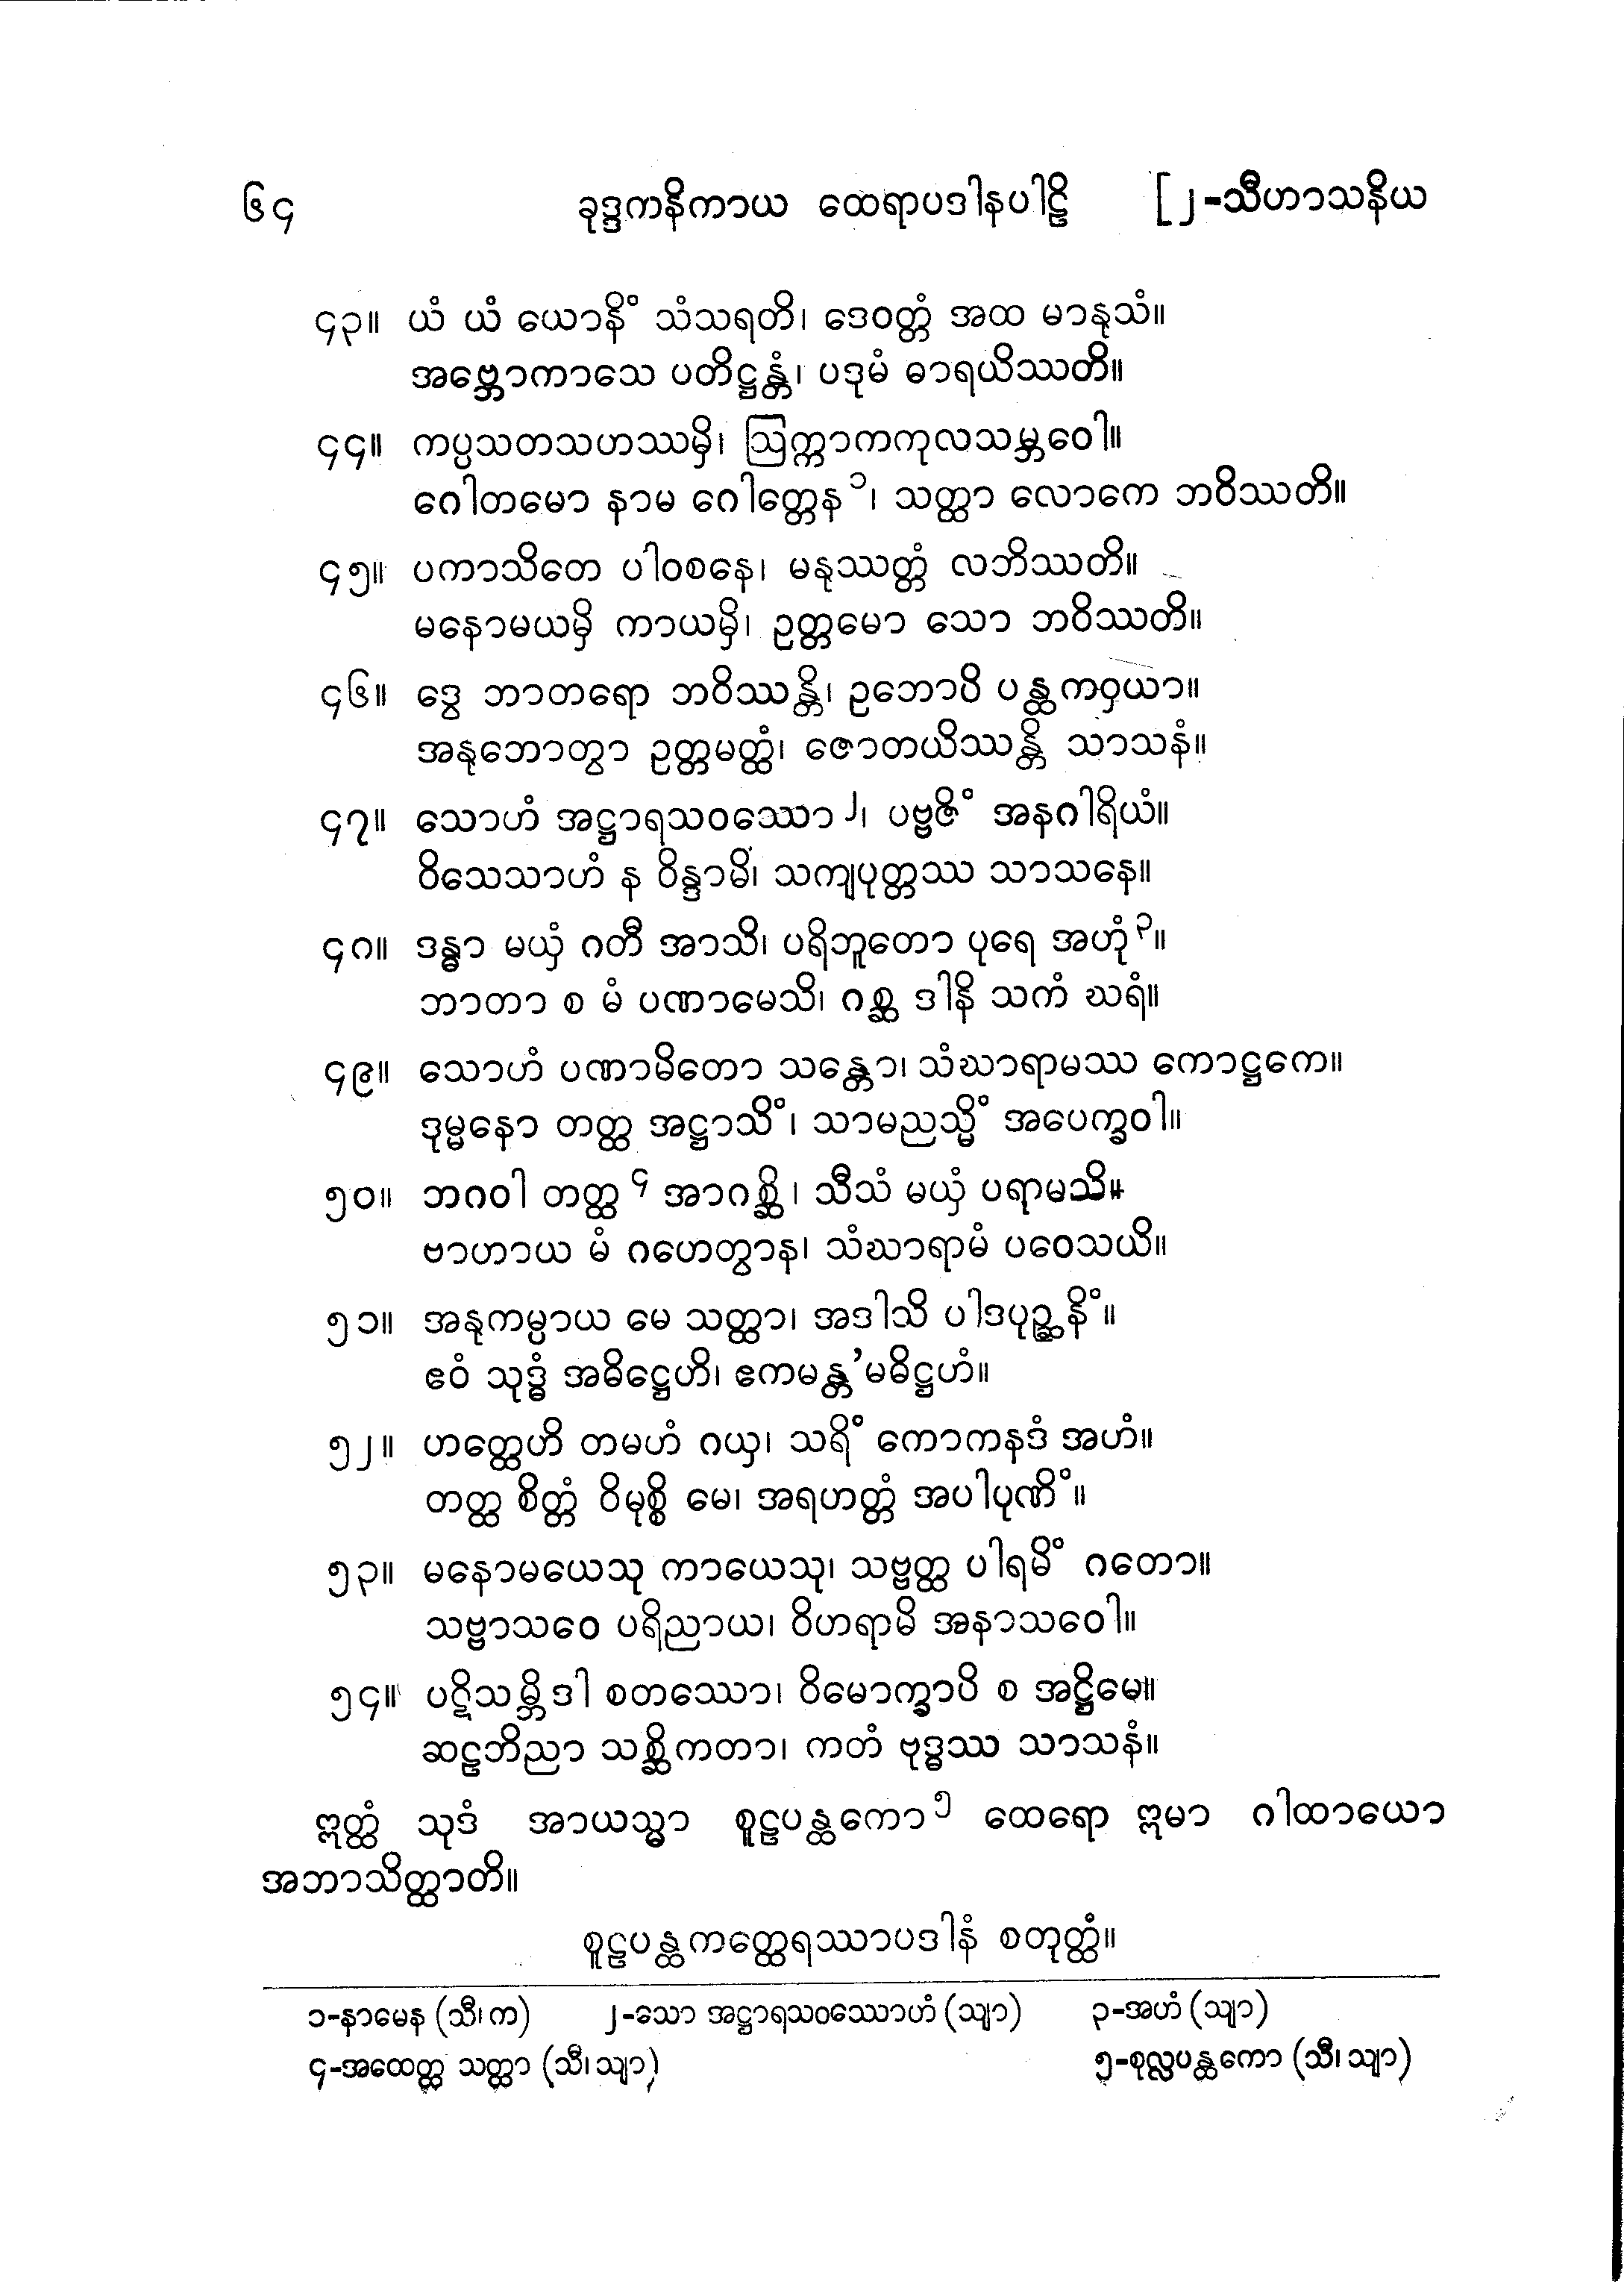 ၆၄ ခုဒ္ဒကနိကာယ ထေရာပဒါနပါဠိ [၂-သီဟာသနိယ
၄၃။ ယံ ယံ ယောနိံ သံသရတိ၊ ဒေဝတ္တံ အထ မာနုသံ။
အဗ္ဘောကာသေ ပတိဋ္ဌန္တံ၊ ပဒုမံ ဓာရယိဿတိ။
၄၄။ ကပ္ပသတသဟဿမှိ၊ ဩက္ကာကကုလသမ္ဘဝေါ။
ဂေါတမော နာမ ဂေါတ္တေန၁၊ သတ္ထာ လောကေ ဘဝိဿတိ။
၄၅။ ပကာသိတေ ပါဝစနေ၊ မနုဿတ္တံ လဘိဿတိ။
မနောမယမှိ ကာယမှိ၊ ဥတ္တမော သော ဘဝိဿတိ။
၄၆။ ဒွေ ဘာတရော ဘဝိဿန္တိ၊ ဥဘောပိ ပန္ထကဝှယာ။
အနုဘောတွာ ဥတ္တမတ္ထံ၊ ဇောတယိဿန္တိ သာသနံ။
၄၇။ သောဟံ အဋ္ဌာရသဝဿော၂၊ ပဗ္ဗဇိံ အနဂါရိယံ။
ဝိသေသာဟံ န ဝိန္ဒာမိ၊ သကျပုတ္တဿ သာသနေ။
၄၈။ ဒန္ဓာ မယှံ ဂတီ အာသိ၊ ပရိဘူတော ပုရေ အဟုံ၃။
ဘာတာ စ မံ ပဏာမေသိ၊ ဂစ္ဆ ဒါနိ သကံ ဃရံ။
၄၉။ သောဟံ ပဏာမိတော သန္တော၊ သံဃာရာမဿ ကောဋ္ဌကေ။
ဒုမ္မနော တတ္ထ အဋ္ဌာသိံ၊ သာမညသ္မိံ အပေက္ခဝါ။
၅၀။ ဘဂဝါ တတ္ထ၄ အာဂစ္ဆိ၊ သီသံ မယှံ ပရာမသိ။
ဗာဟာယ မံ ဂဟေတွာန၊ သံဃာရာမံ ပဝေသယိ။
၅၁။ အနုကမ္ပာယ မေ သတ္ထာ၊ အဒါသိ ပါဒပုဉ္ဆနိံ။
ဧဝံ သုဒ္ဓံ အဓိဋ္ဌေဟိ၊ ဧကမန္တ’မဓိဋ္ဌဟံ။
၅၂။ ဟတ္ထေဟိ တမဟံ ဂယှ၊ သရိံ ကောကနဒံ အဟံ။
တတ္ထ စိတ္တံ ဝိမုစ္စိ မေ၊ အရဟတ္တံ အပါပုဏိံ။
၅၃။ မနောမယေသု ကာယေသု၊ သဗ္ဗတ္ထ ပါရမိံ ဂတော။
သဗ္ဗာသဝေ ပရိညာယ၊ ဝိဟရာမိ အနာသဝေါ။
၅၄။ ပဋိသမ္ဘိဒါ စတဿော၊ ဝိမောက္ခာပိ စ အဋ္ဌိမေ။
ဆဠဘိညာ သစ္ဆိကတာ၊ ကတံ ဗုဒ္ဓဿ သာသနံ။
ဣတ္ထံ သုဒံ အာယသ္မာ စူဠပန္ထကော၅ ထေရော ဣမာ ဂါထာယော
အဘာသိတ္ထာတိ။
စူဠပန္ထကတ္ထေရဿာပဒါနံ စတုတ္ထံ။
၁-နာမေန (သီ၊ က) ၂-သော အဋ္ဌာရသဝဿောဟံ (သျာ) ၃-အဟံ (သျာ)
၄-အထေတ္ထ သတ္ထာ (သီ၊ သျာ) ၅-စုလ္လပန္ထကော (သီ၊ သျာ)